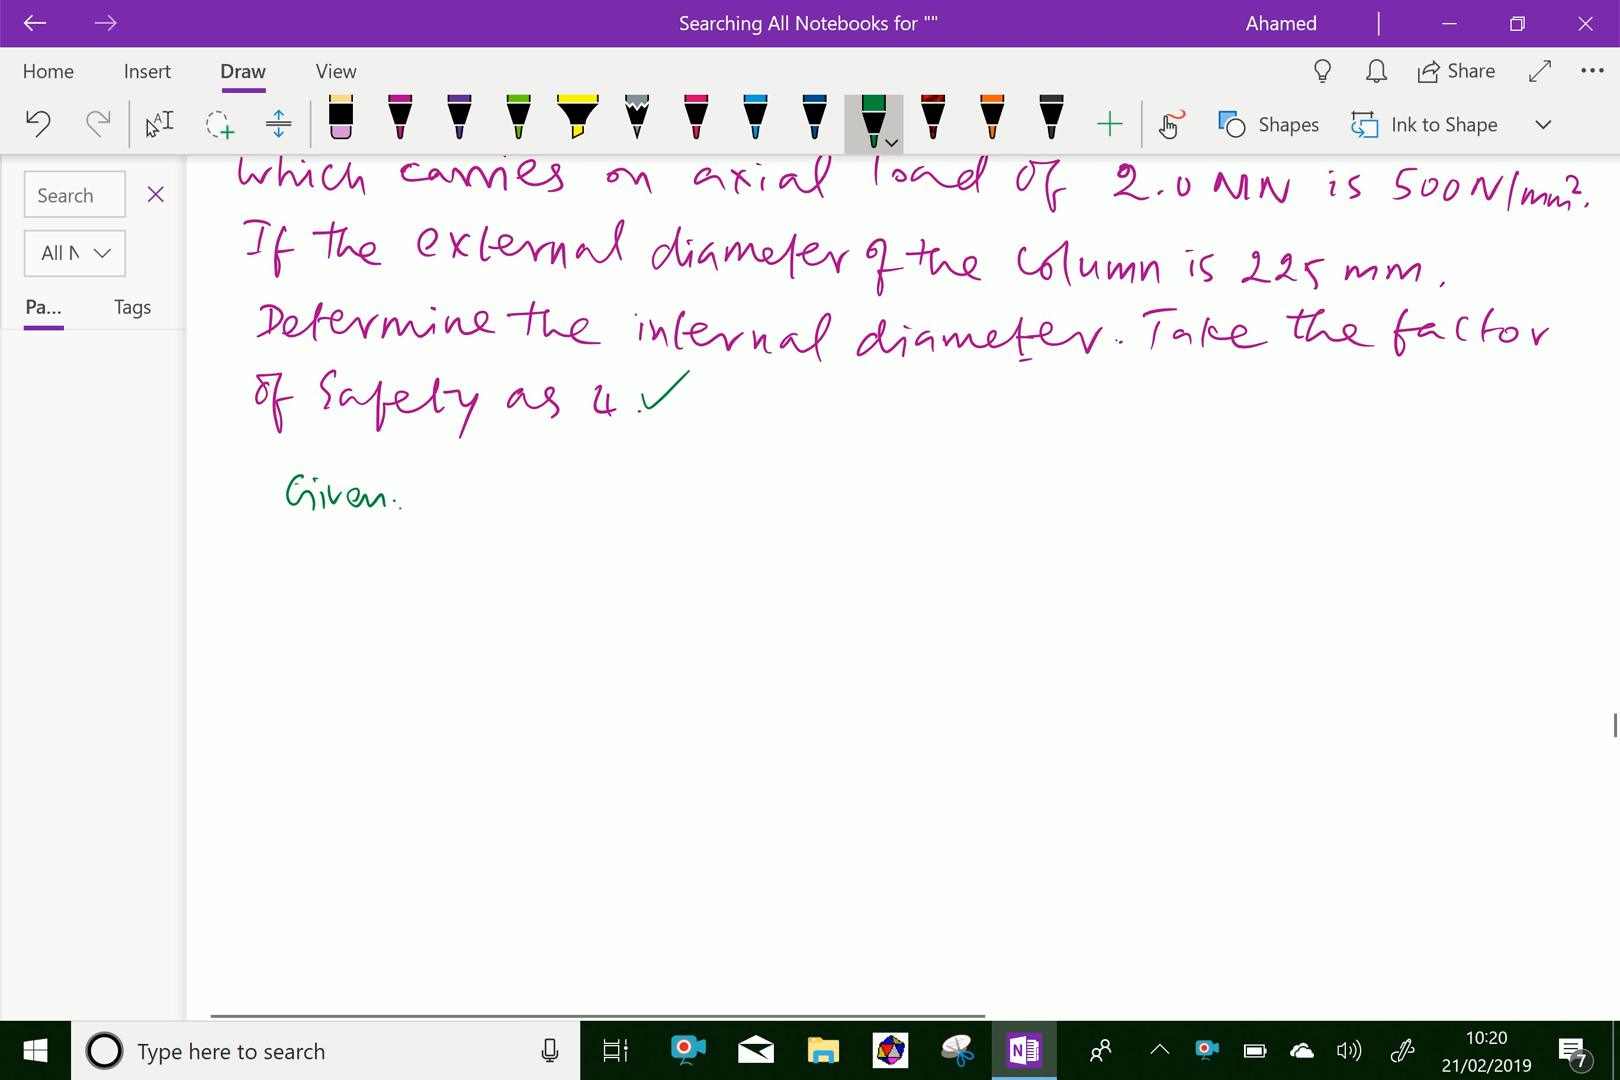 Searching All Notebooks for ""
Ahamed
Home Insert Draw View
Share
Shapes
Ink to Shape
Search
All N
Pa... Tags
which carries on axial load of 2.0 MN is 500N/mm².
If the external diameter of the column is 225 mm.
Determine the internal diameter. Take the factor
of Safety as 4.
Given.
Type here to search
10:20
21/02/2019
7